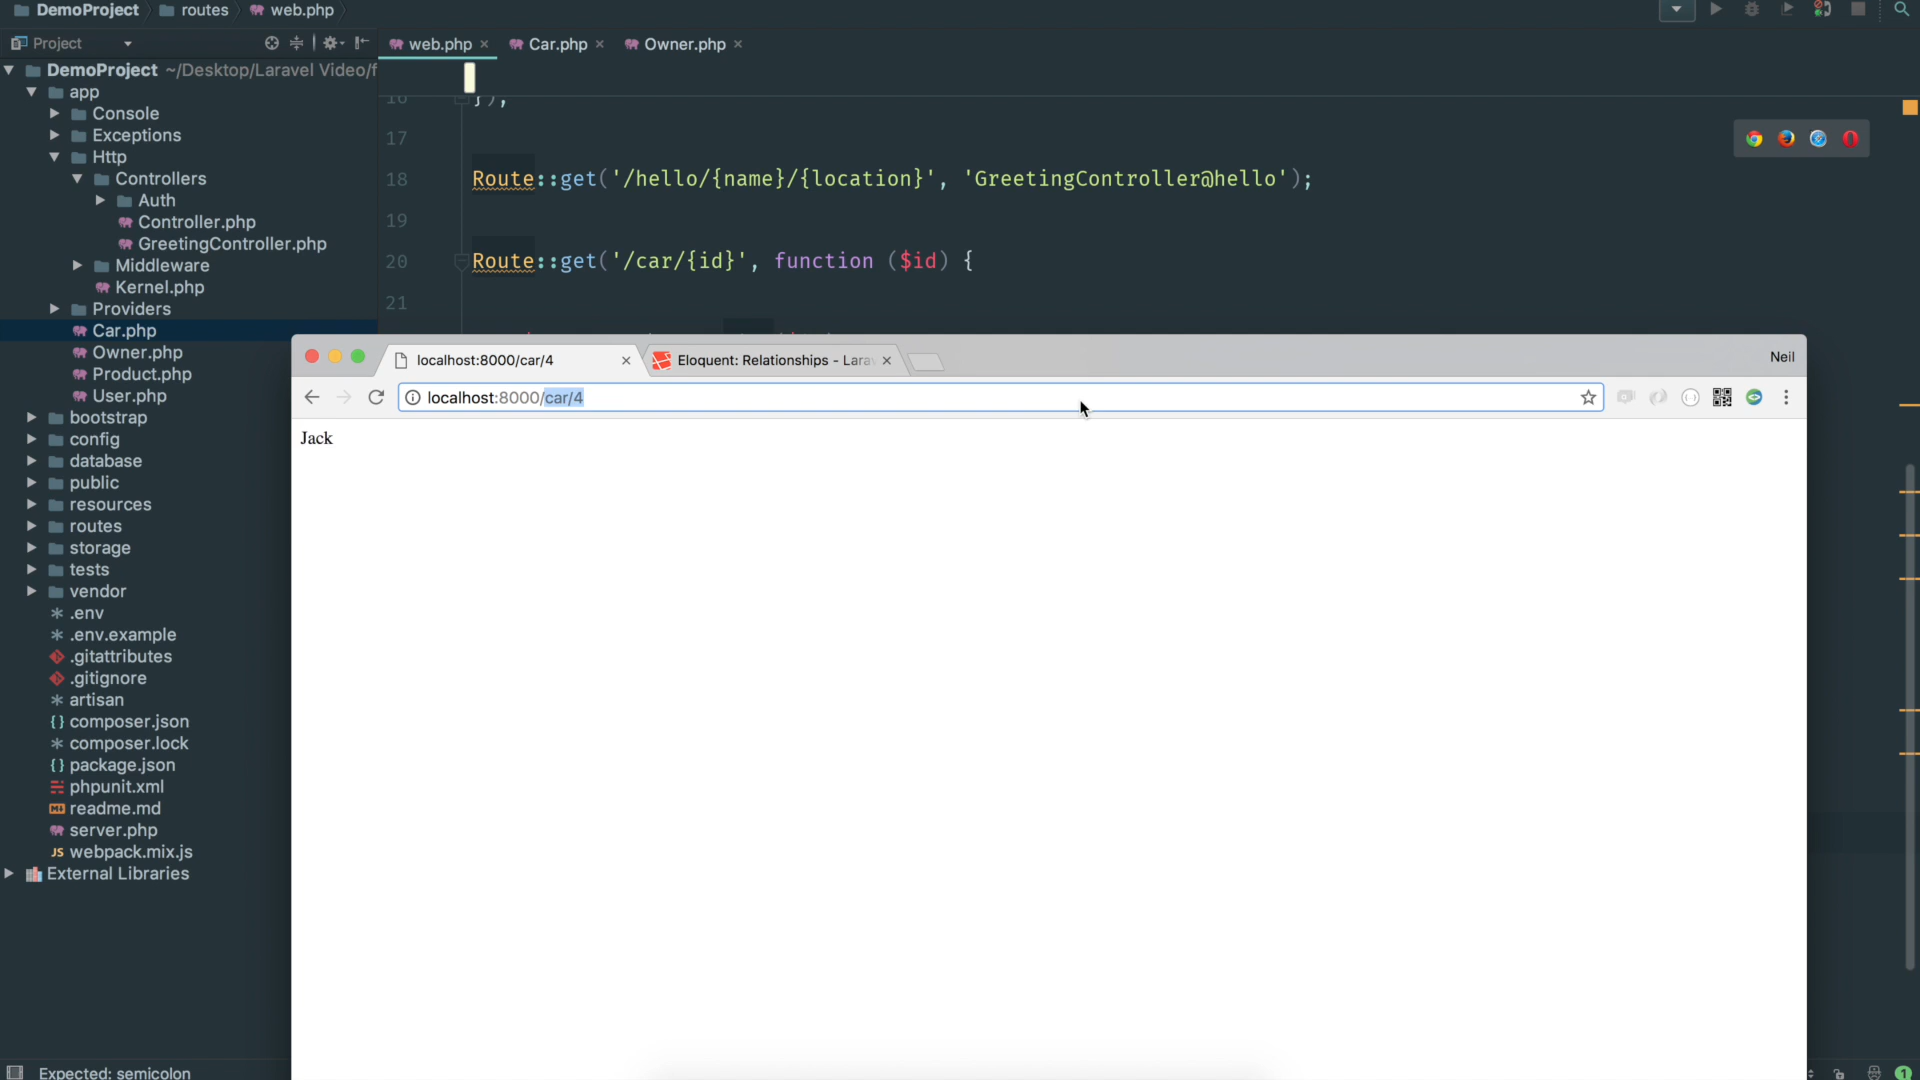 DemoProject routes web.php
Project
web.php Car.php Owner.php
DemoProject ~/Desktop/Laravel Video/f
app
Console
Exceptions
Http
Controllers
Auth
Controller.php
GreetingController.php
Middleware
Kernel.php
Providers
Car.php
Owner.php
Product.php
User.php
bootstrap
config
database
public
resources
routes
storage
tests
vendor
.env
.env.example
.gitattributes
.gitignore
artisan
composer.json
composer.lock
package.json
phpunit.xml
readme.md
server.php
JS webpack.mix.js
External Libraries
16 });
17
18 Route::get('/hello/{name}/{location}', 'GreetingController@hello');
19
20 Route::get('/car/{id}', function ($id) {
21
localhost:8000/car/4
Eloquent: Relationships - Lara
Neil
localhost:8000/car/4
Jack
Expected: semicolon
1